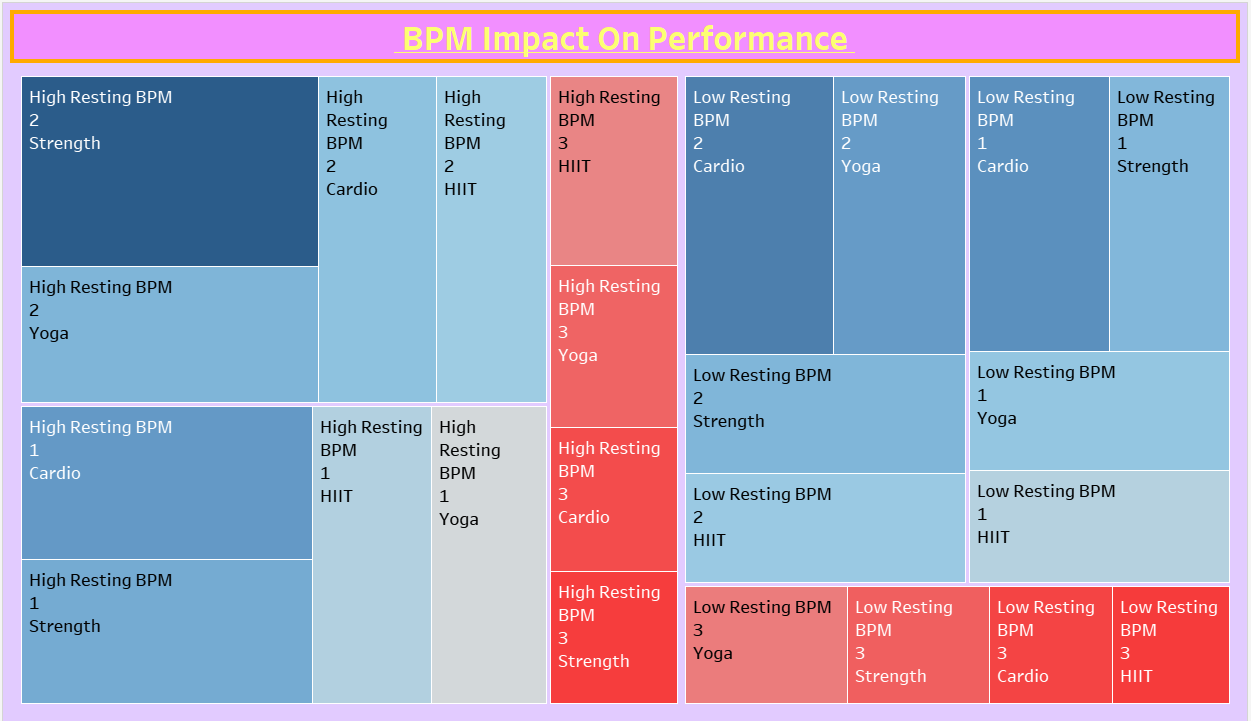 BPM Impact On Performance
High Resting BPM
2
Strength
High
Resting
BPM
2
Cardio
High
Resting
BPM
2
HIIT
High Resting BPM
2
Yoga
High Resting BPM
1
Cardio
High Resting BPM
1
Strength
High Resting
BPM
1
HIIT
High
Resting
BPM
1
Yoga
High Resting
BPM
3
HIIT
High Resting
BPM
3
Yoga
High Resting
BPM
3
Cardio
High Resting
BPM
3
Strength
Low Resting
BPM
2
Cardio
Low Resting
BPM
2
Yoga
Low Resting BPM
2
Strength
Low Resting BPM
2
HIIT
Low Resting
BPM
1
Cardio
Low Resting
BPM
1
Strength
Low Resting BPM
1
Yoga
Low Resting BPM
1
HIIT
Low Resting BPM
3
Yoga
Low Resting
BPM
3
Strength
Low Resting
BPM
3
Cardio
Low Resting
BPM
3
HIIT